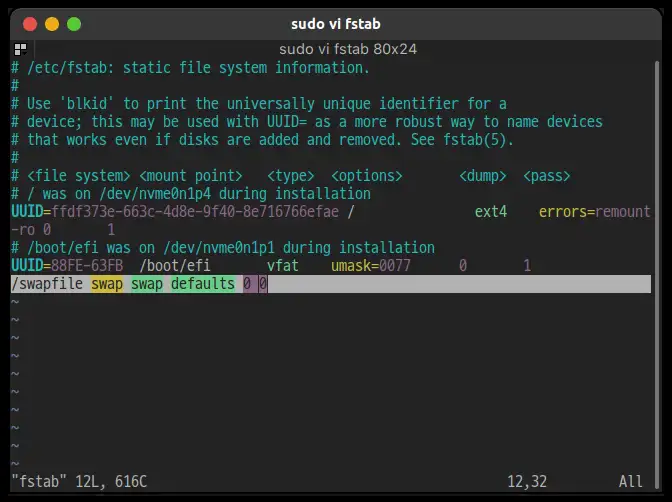 sudo vi fstab
sudo vi fstab 80x24
# /etc/fstab: static file system information.
#
# Use 'blkid' to print the universally unique identifier for a
# device; this may be used with UUID= as a more robust way to name devices
# that works even if disks are added and removed. See fstab(5).
#
# <file system> <mount point>   <type>  <options>       <dump>  <pass>
# / was on /dev/nvme0n1p4 during installation
UUID=ffdf373e-663c-4d8e-9f40-8e716766efae /               ext4    errors=remount
-ro 0       1
# /boot/efi was on /dev/nvme0n1p1 during installation
UUID=88FE-63FB  /boot/efi       vfat    umask=0077      0       1
/swapfile swap swap defaults 0 0
~
~
~
~
~
~
~
~
~
~
"fstab" 12L, 616C                                             12,32         All